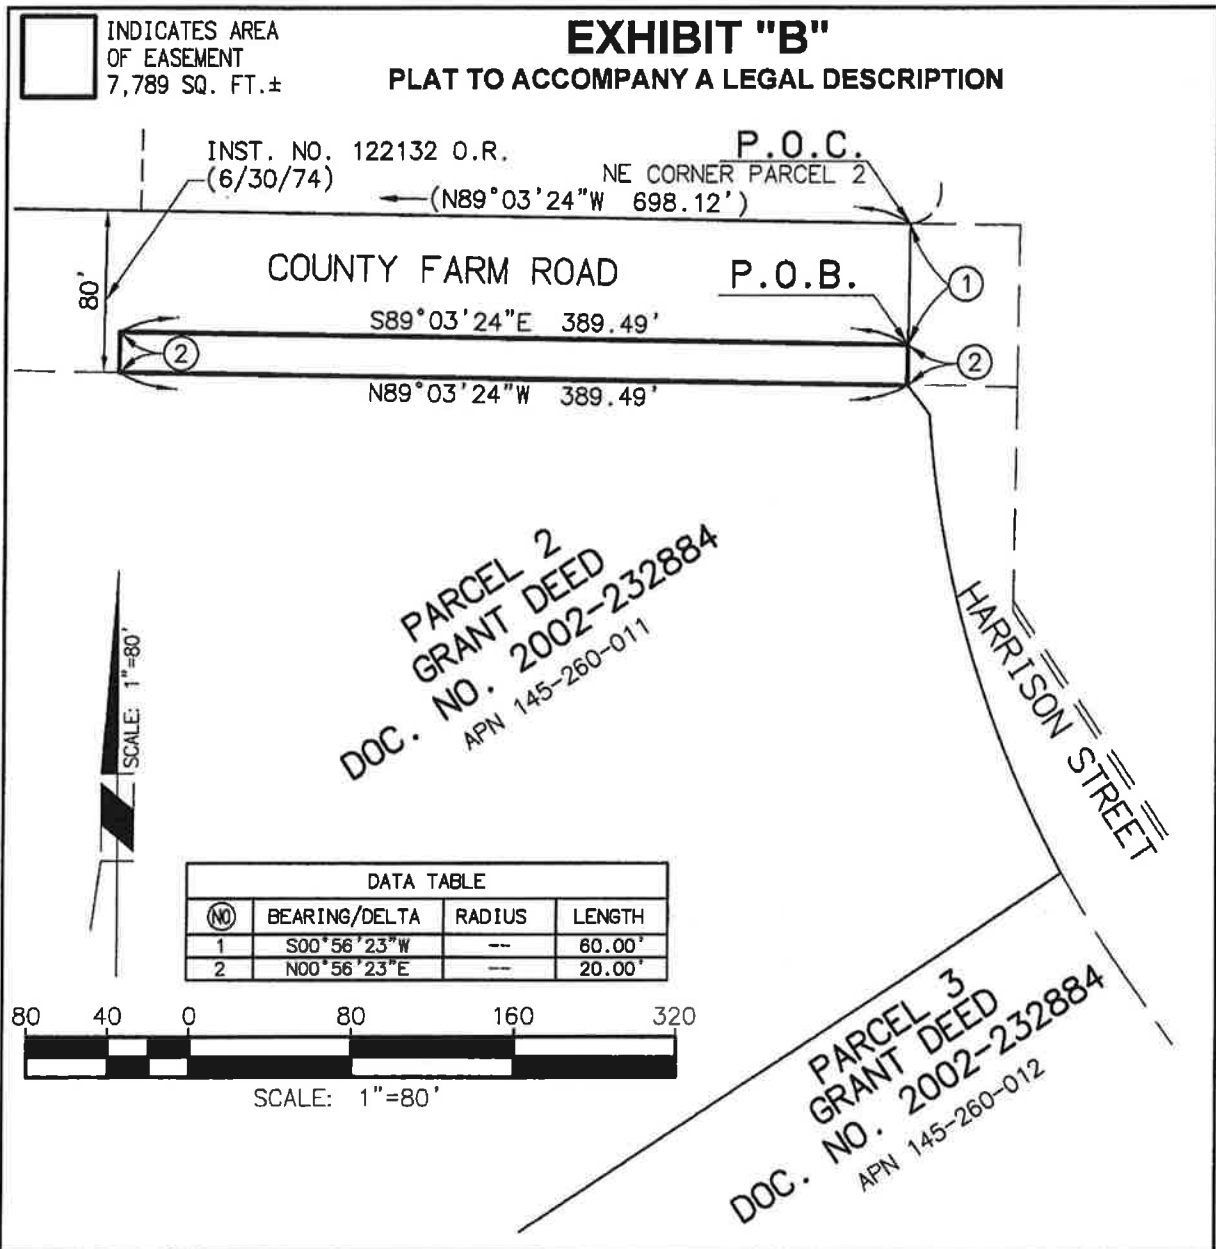 INDICATES AREA
OF EASEMENT
7,789 SQ. FT.±
EXHIBIT "B"
PLAT TO ACCOMPANY A LEGAL DESCRIPTION
INST. NO. 122132 O.R.
(6/30/74)
P.O.C.
NE CORNER PARCEL 2
(N89°03'24"W 698.12')
80'
COUNTY FARM ROAD
P.O.B.
1
S89°03'24"E 389.49'
2
2
N89°03'24"W 389.49'
PARCEL 2
GRANT DEED
DOC. NO. 2002-232884
APN 145-260-011
HARRISON STREET
SCALE: 1"=80'
DATA TABLE
NO BEARING/DELTA RADIUS LENGTH
1 S00°56'23"W -- 60.00'
2 N00°56'23"E -- 20.00'
80 40 0 80 160 320
SCALE: 1"=80'
PARCEL 3
GRANT DEED
DOC. NO. 2002-232884
APN 145-260-012